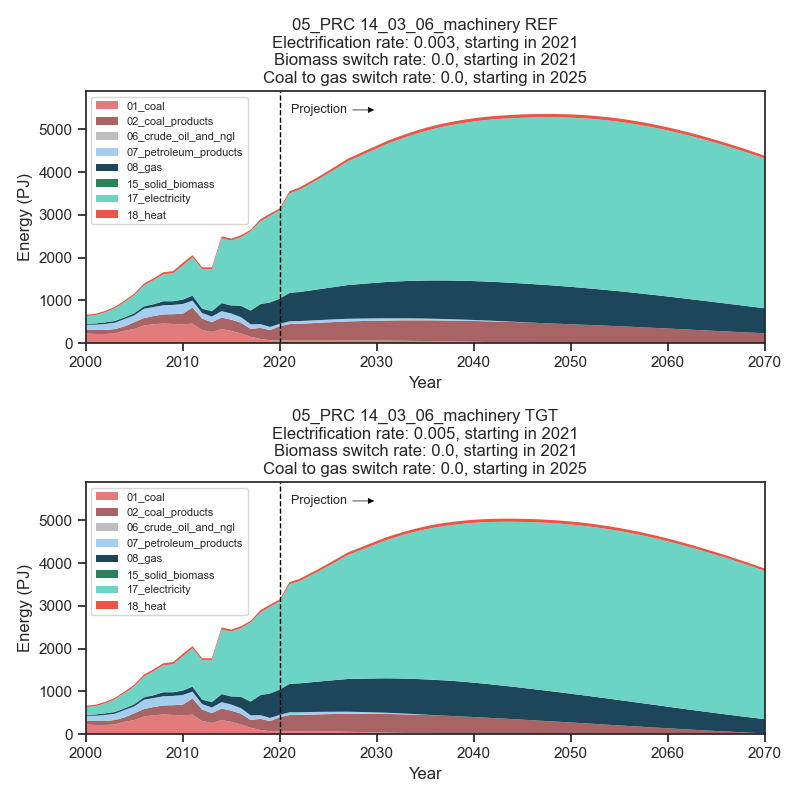 05_PRC 14_03_06_machinery REF
Electrification rate: 0.003, starting in 2021
Biomass switch rate: 0.0, starting in 2021
Coal to gas switch rate: 0.0, starting in 2025
Energy (PJ)
5000
4000
3000
2000
1000
0
01_coal
02_coal_products
06_crude_oil_and_ngl
07_petroleum_products
08_gas
15_solid_biomass
17_electricity
18_heat
Projection
2000 2010 2020 2030 2040 2050 2060 2070
Year
05_PRC 14_03_06_machinery TGT
Electrification rate: 0.005, starting in 2021
Biomass switch rate: 0.0, starting in 2021
Coal to gas switch rate: 0.0, starting in 2025
Energy (PJ)
5000
4000
3000
2000
1000
0
01_coal
02_coal_products
06_crude_oil_and_ngl
07_petroleum_products
08_gas
15_solid_biomass
17_electricity
18_heat
Projection
2000 2010 2020 2030 2040 2050 2060 2070
Year